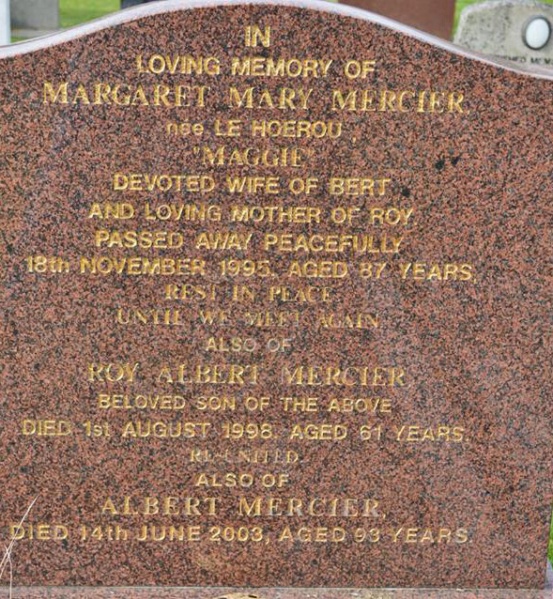 IN
LOVING MEMORY OF
MARGARET MARY MERCIER
nee LE HOEROU,
"MAGGIE"
DEVOTED WIFE OF BERT
AND LOVING MOTHER OF ROY
PASSED AWAY PEACEFULLY
18th NOVEMBER 1995, AGED 87 YEARS,
REST IN PEACE
UNTIL WE MEET AGAIN
ALSO OF
ROY ALBERT MERCIER
BELOVED SON OF THE ABOVE
DIED 1st AUGUST 1998, AGED 61 YEARS.
RE-UNITED
ALSO OF
ALBERT MERCIER,
DIED 14th JUNE 2003, AGED 93 YEARS.